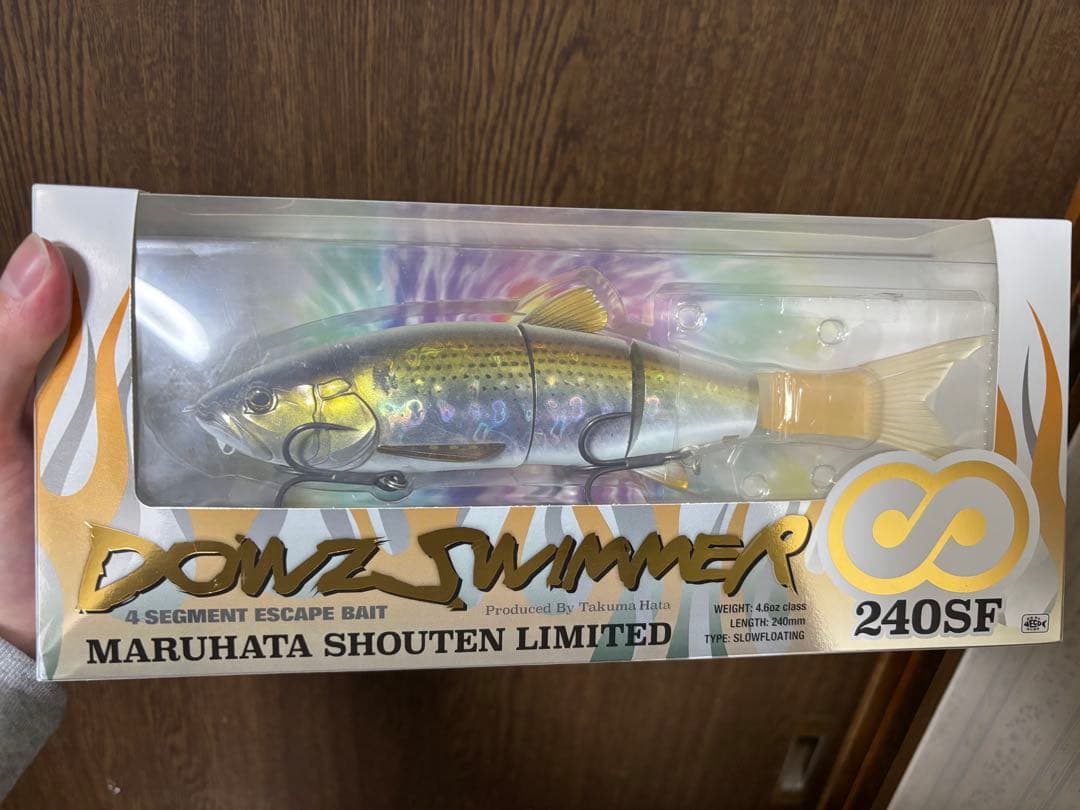 DOWZ SWIMMER
4 SEGMENT ESCAPE BAIT
Produced By Takuma Hata
MARUHATA SHOUTEN LIMITED
WEIGHT: 4.6oz class
LENGTH: 240mm
TYPE: SLOWFLOATING
240SF